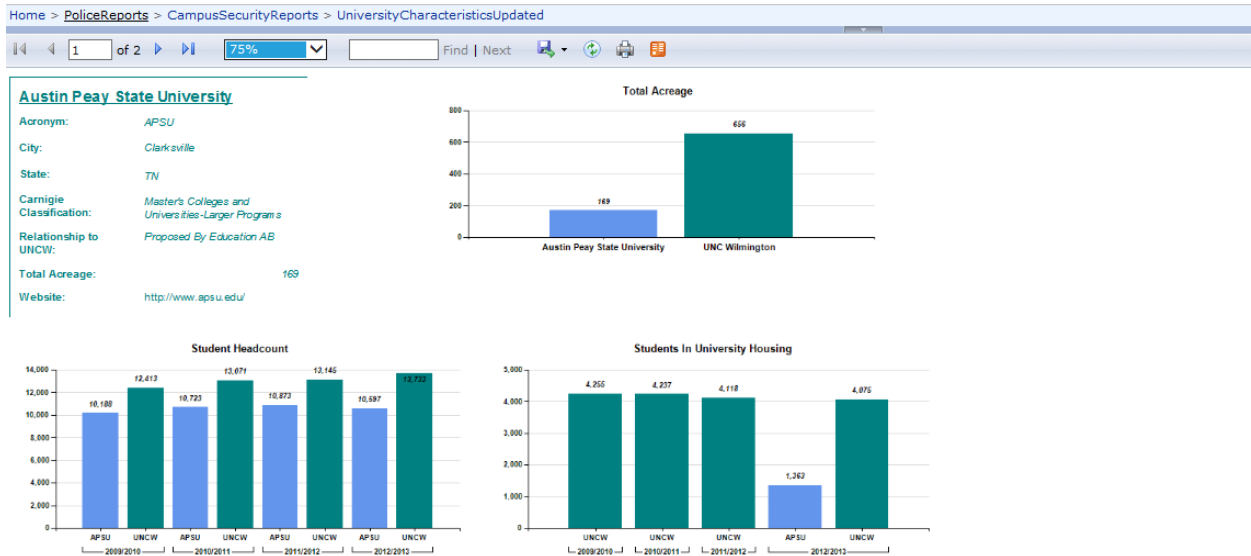 Home > PoliceReports > CampusSecurityReports > UniversityCharacteristicsUpdated
1 of 2 75% Find | Next
Austin Peay State University
Acronym: APSU
City: Clarksville
State: TN
Carnigie Classification: Master's Colleges and Universities-Larger Programs
Relationship to UNCW: Proposed By Education AB
Total Acreage: 169
Website: http://www.apsu.edu/
Total Acreage
800
600
400
200
0
169
656
Austin Peay State University UNC Wilmington
Student Headcount
14,000
12,000
10,000
8,000
6,000
4,000
2,000
0
10,188 12,413 10,723 13,071 10,873 13,145 10,597
APSU UNCW APSU UNCW APSU UNCW APSU UNCW
2009/2010 2010/2011 2011/2012 2012/2013
Students In University Housing
5,000
4,000
3,000
2,000
1,000
0
4,255 4,237 4,118 1,363 4,075
UNCW UNCW UNCW APSU UNCW
2009/2010 2010/2011 2011/2012 2012/2013